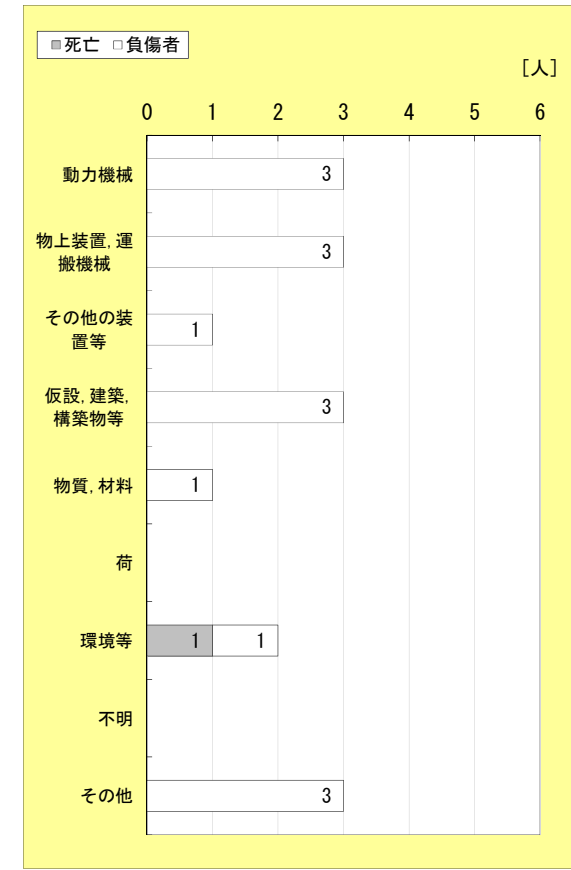 ■死亡 □負傷者
[人]
0 1 2 3 4 5 6
動力機械 3
物上装置,運
搬機械 3
その他の装
置等 1
仮設,建築,
構築物等 3
物質,材料 1
荷
環境等 1 1
不明
その他 3